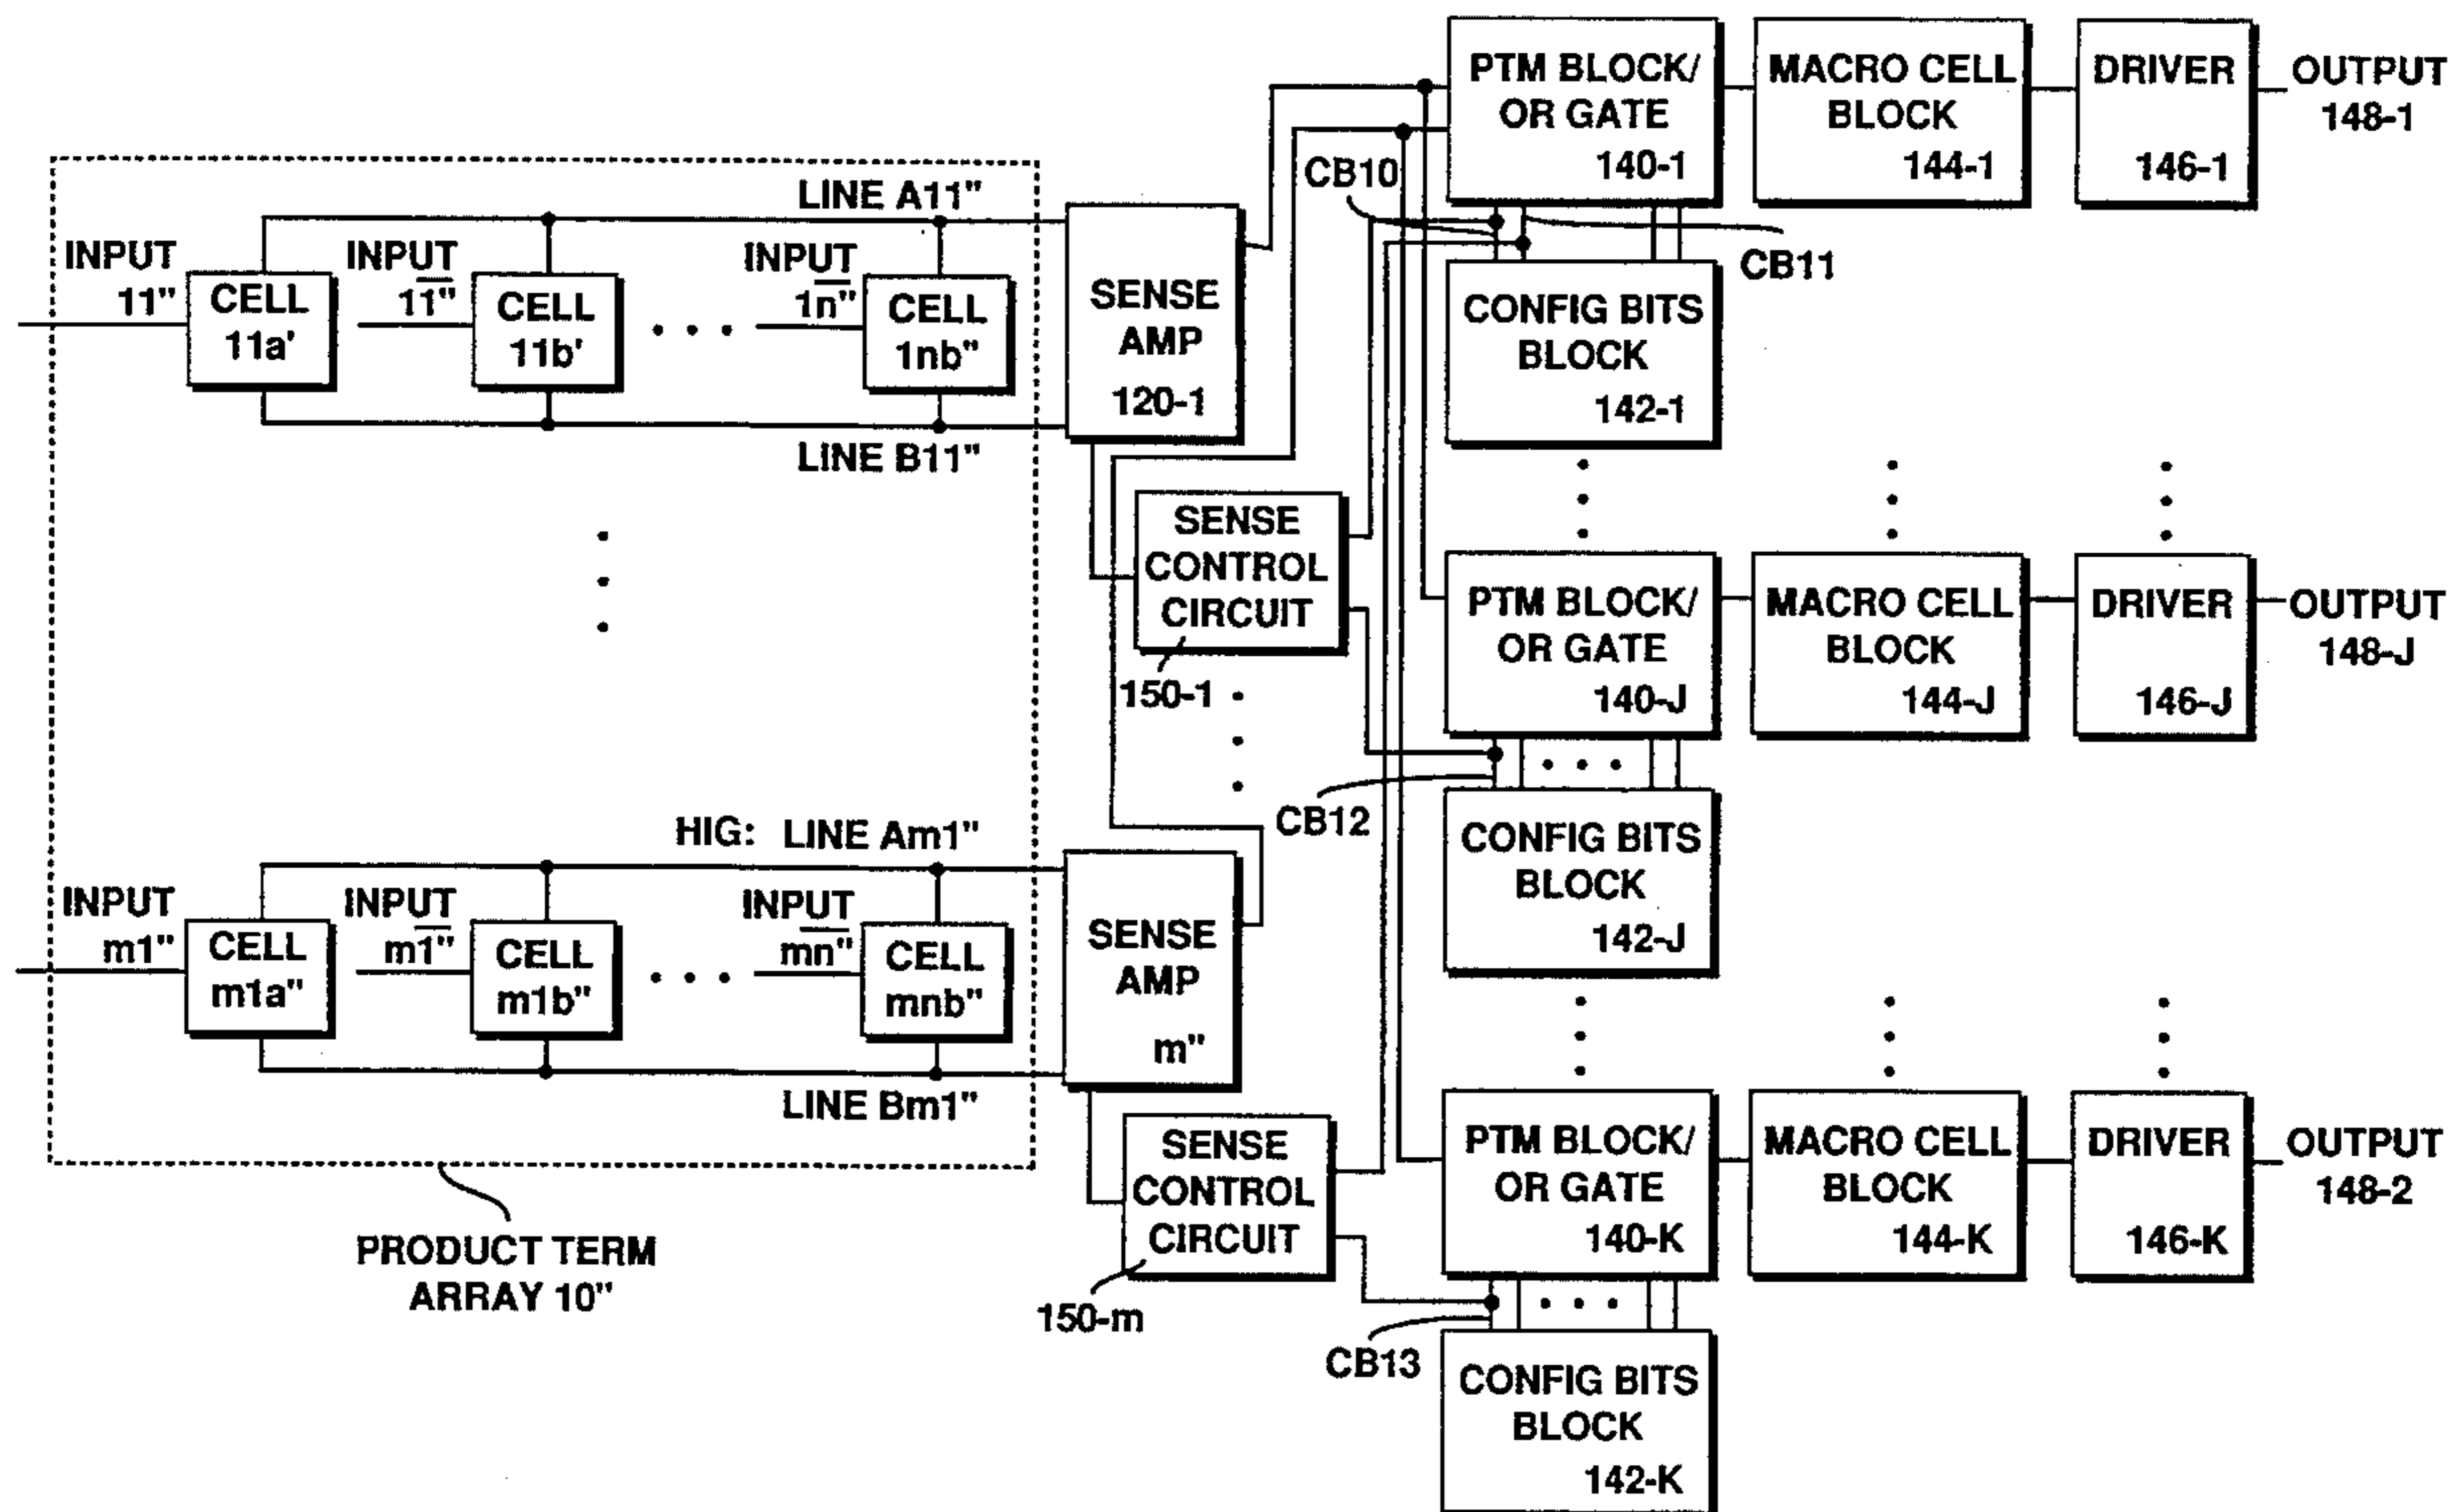 PTM BLOCK/
OR GATE
140-1
MACRO CELL
BLOCK
144-1
DRIVER
146-1
OUTPUT
148-1
CB10
CB11
LINE A11"
INPUT
11"
CELL
11a'
INPUT
11"
CELL
11b'
INPUT
1n"
CELL
1nb"
LINE B11"
SENSE
AMP
120-1
CONFIG BITS
BLOCK
142-1
SENSE
CONTROL
CIRCUIT
150-1
PTM BLOCK/
OR GATE
140-J
MACRO CELL
BLOCK
144-J
DRIVER
146-J
OUTPUT
148-J
CB12
CONFIG BITS
BLOCK
142-J
HIG: LINE Am1"
INPUT
m1"
CELL
m1a"
INPUT
m1"
CELL
m1b"
INPUT
mn"
CELL
mnb"
LINE Bm1"
SENSE
AMP
m"
SENSE
CONTROL
CIRCUIT
150-m
PTM BLOCK/
OR GATE
140-K
MACRO CELL
BLOCK
144-K
DRIVER
146-K
OUTPUT
148-2
CB13
CONFIG BITS
BLOCK
142-K
PRODUCT TERM
ARRAY 10"